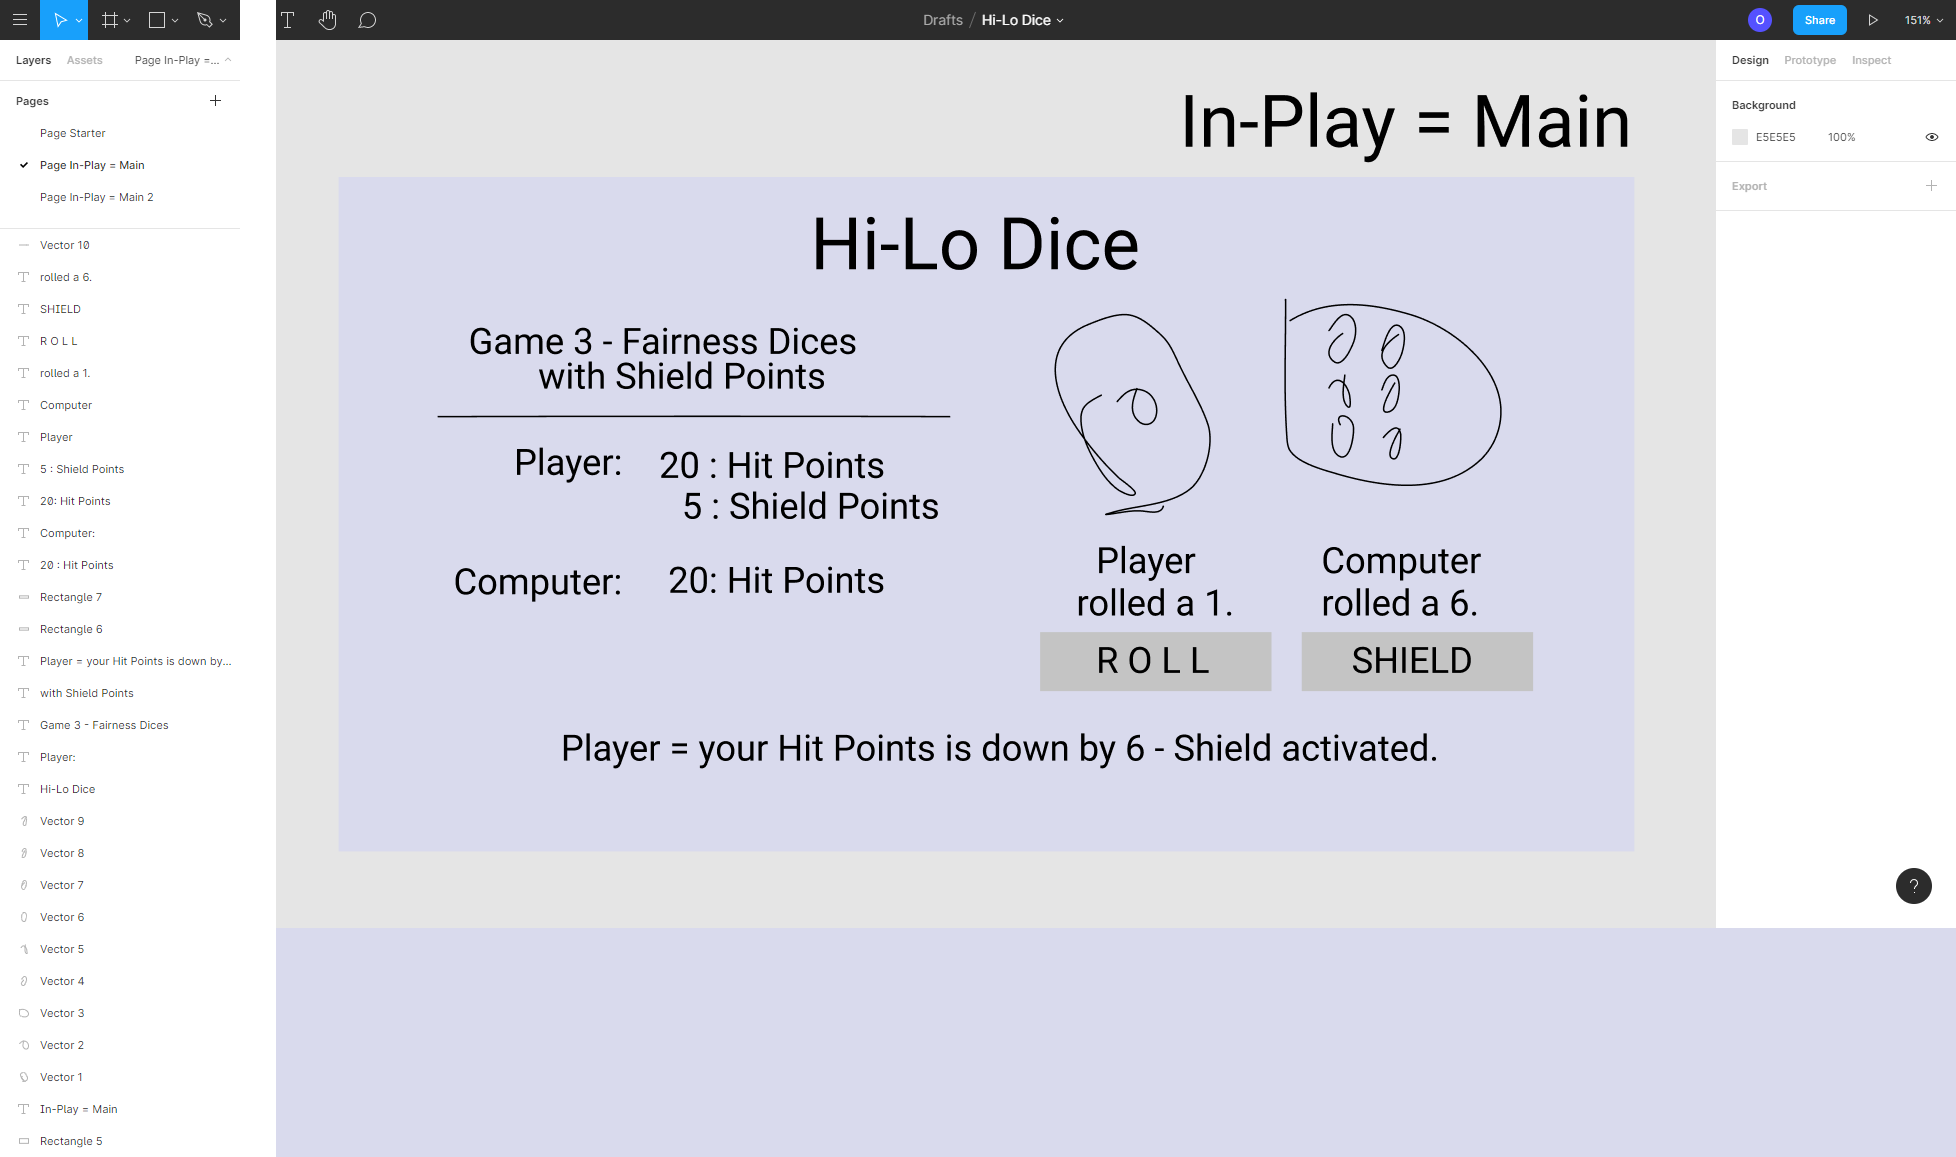 Drafts / Hi-Lo Dice
O
Share
151%
Layers
Assets
Page In-Play =...
Pages
Page Starter
Page In-Play = Main
Page In-Play = Main 2
Vector 10
rolled a 6.
SHIELD
R O L L
rolled a 1.
Computer
Player
5 : Shield Points
20: Hit Points
Computer:
20 : Hit Points
Rectangle 7
Rectangle 6
Player = your Hit Points is down by...
with Shield Points
Game 3 - Fairness Dices
Player:
Hi-Lo Dice
Vector 9
Vector 8
Vector 7
Vector 6
Vector 5
Vector 4
Vector 3
Vector 2
Vector 1
In-Play = Main
Rectangle 5
In-Play = Main
Hi-Lo Dice
Game 3 - Fairness Dices
with Shield Points
Player: 20 : Hit Points
5 : Shield Points
Computer: 20: Hit Points
Player
rolled a 1.
R O L L
Computer
rolled a 6.
SHIELD
Player = your Hit Points is down by 6 - Shield activated.
Design
Prototype
Inspect
Background
E5E5E5
100%
Export
?